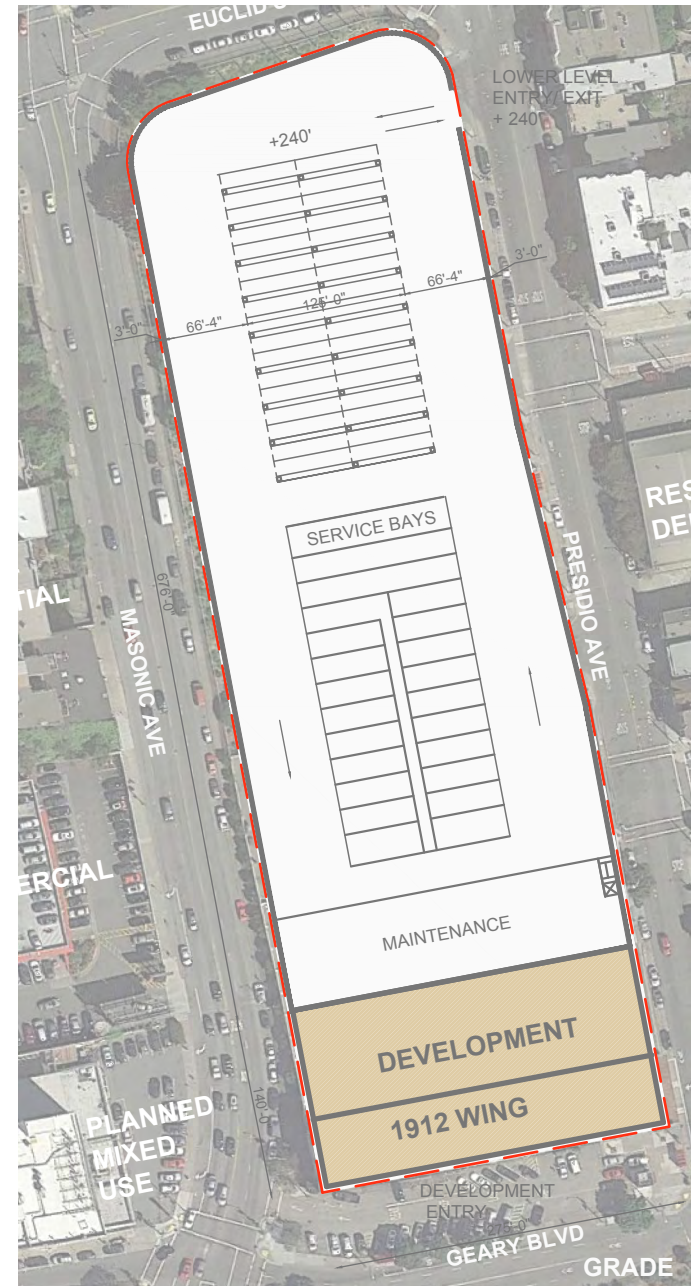 EUCLID
LOWER LEVEL
ENTRY/ EXIT
+ 240'
+240'
3'-0"
66'-4"
125'-0"
66'-4"
3'-0"
SERVICE BAYS
RES
DE
TIAL
676'-0"
MASONIC AVE
PRESIDIO AVE
ERCIAL
MAINTENANCE
DEVELOPMENT
1912 WING
140'-0"
PLANNED
MIXED
USE
DEVELOPMENT
ENTRY
GEARY BLVD
GRADE